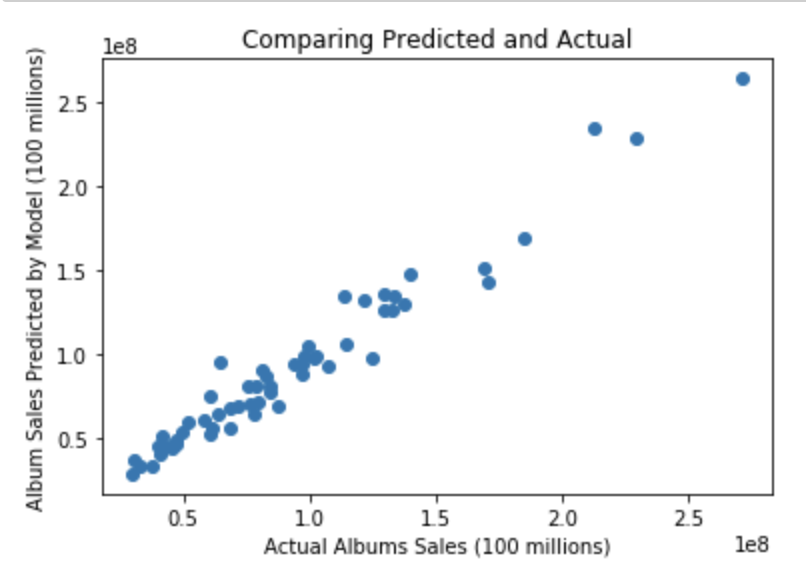 Comparing Predicted and Actual
1e8
Album Sales Predicted by Model (100 millions)
2.5
2.0
1.5
1.0
0.5
0.5 1.0 1.5 2.0 2.5
1e8
Actual Albums Sales (100 millions)